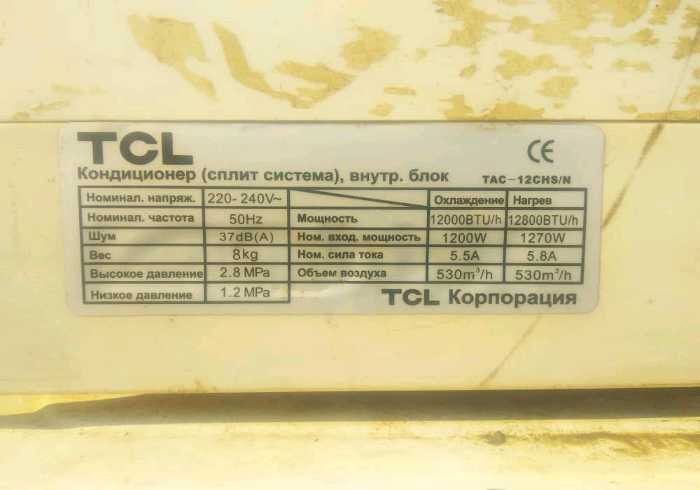 TCL
CE
Кондиционер (сплит система), внутр. блок TAC-12CHS/N
Номинал. напряж. 220-240V~ Охлаждение Нагрев
Номинал. частота 50Hz Мощность 12000BTU/h 12800BTU/h
Шум 37dB(A) Ном. вход. мощность 1200W 1270W
Вес 8kg Ном. сила тока 5.5A 5.8A
Высокое давление 2.8 MPa Объем воздуха 530m³/h 530m³/h
Низкое давление 1.2 MPa TCL Корпорация